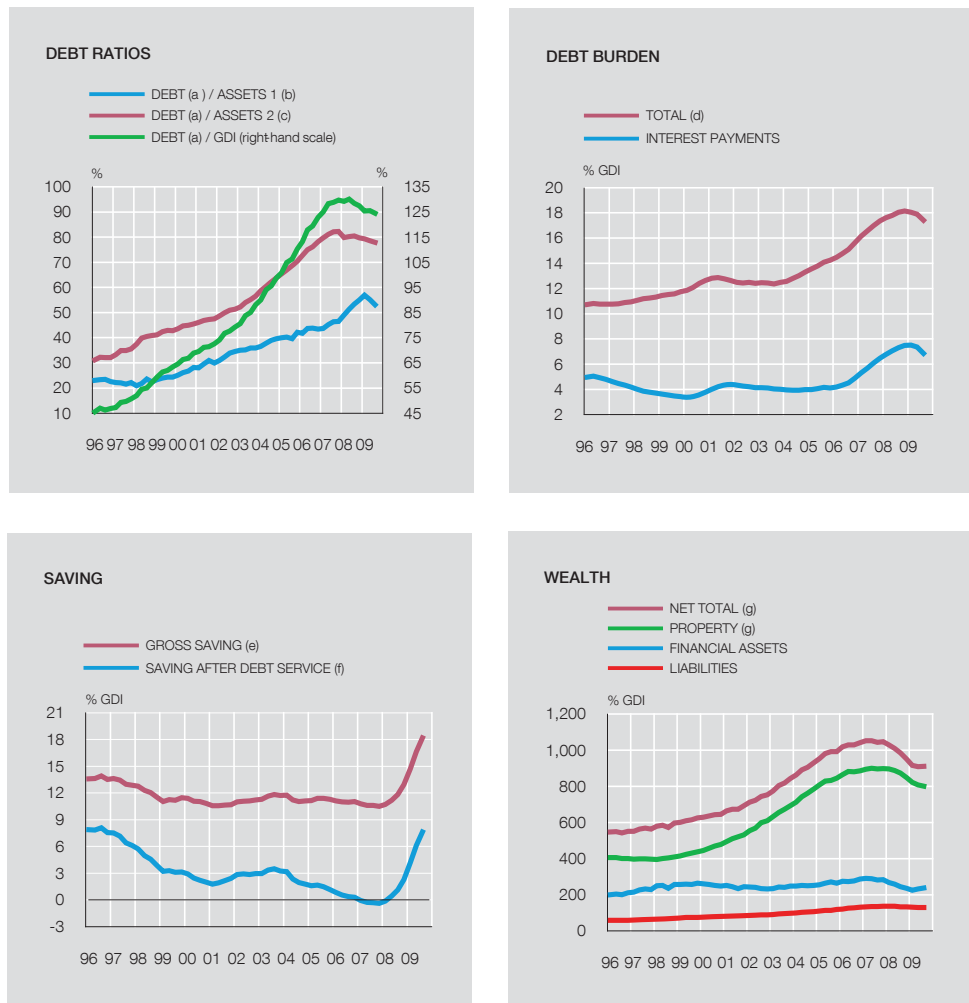 DEBT RATIOS
DEBT (a ) / ASSETS 1 (b)
DEBT (a) / ASSETS 2 (c)
DEBT (a) / GDI (right-hand scale)
% %
100 135
90 125
80 115
70 105
60 95
50 85
40 75
30 65
20 55
10 45
96 97 98 99 00 01 02 03 04 05 06 07 08 09
DEBT BURDEN
TOTAL (d)
INTEREST PAYMENTS
% GDI
20
18
16
14
12
10
8
6
4
2
96 97 98 99 00 01 02 03 04 05 06 07 08 09
SAVING
GROSS SAVING (e)
SAVING AFTER DEBT SERVICE (f)
% GDI
21
18
15
12
9
6
3
0
-3
96 97 98 99 00 01 02 03 04 05 06 07 08 09
WEALTH
NET TOTAL (g)
PROPERTY (g)
FINANCIAL ASSETS
LIABILITIES
% GDI
1,200
1,000
800
600
400
200
0
96 97 98 99 00 01 02 03 04 05 06 07 08 09